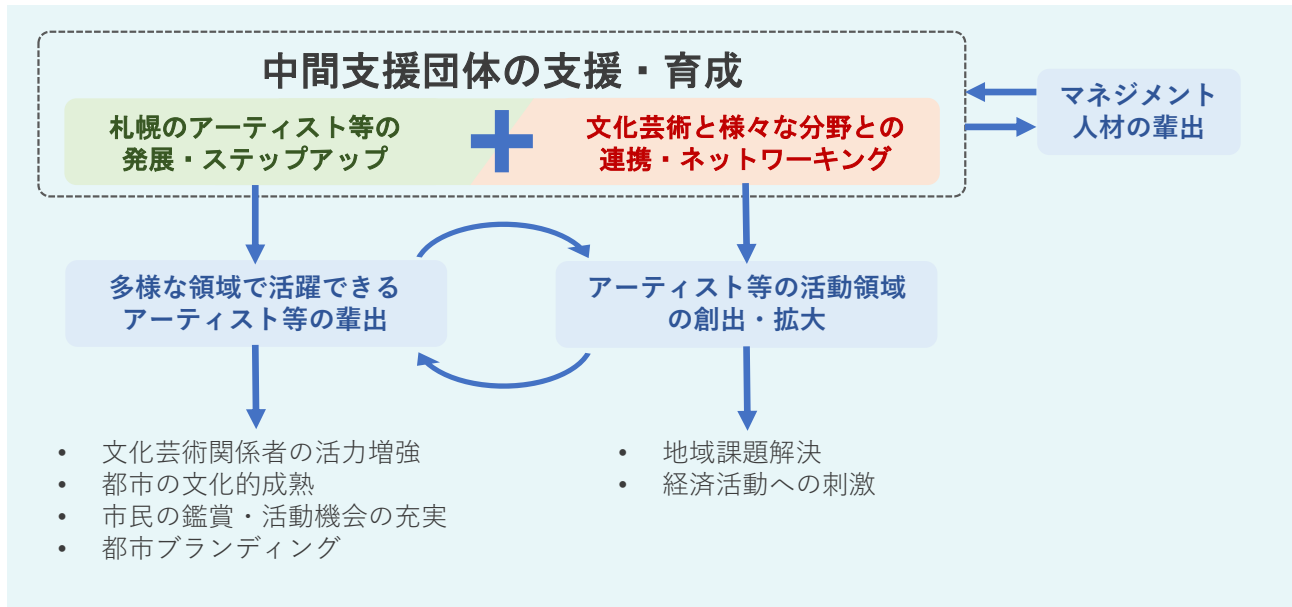 中間支援団体の支援・育成
札幌のアーティスト等の
発展・ステップアップ
文化芸術と様々な分野との
連携・ネットワーキング
マネジメント
人材の輩出
多様な領域で活躍できる
アーティスト等の輩出
アーティスト等の活動領域
の創出・拡大
• 文化芸術関係者の活力増強
• 都市の文化的成熟
• 市民の鑑賞・活動機会の充実
• 都市ブランディング
• 地域課題解決
• 経済活動への刺激